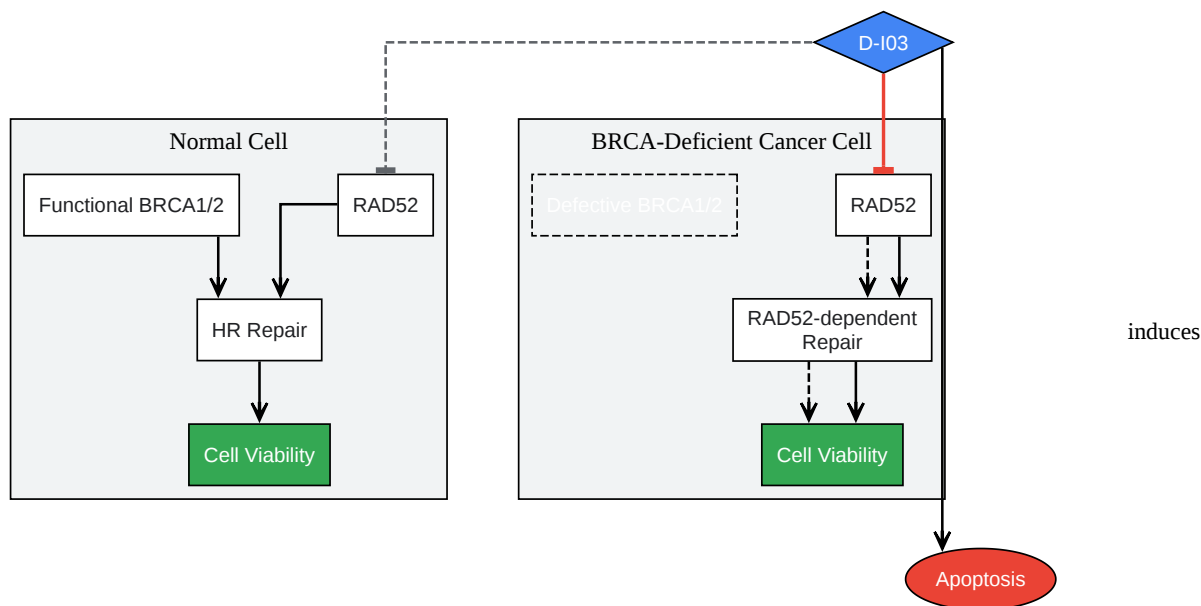 D-I03
Normal Cell
BRCA-Deficient Cancer Cell
Functional BRCA1/2
RAD52
Defective BRCA1/2
RAD52
HR Repair
RAD52-dependent
Repair
induces
Cell Viability
Cell Viability
Apoptosis